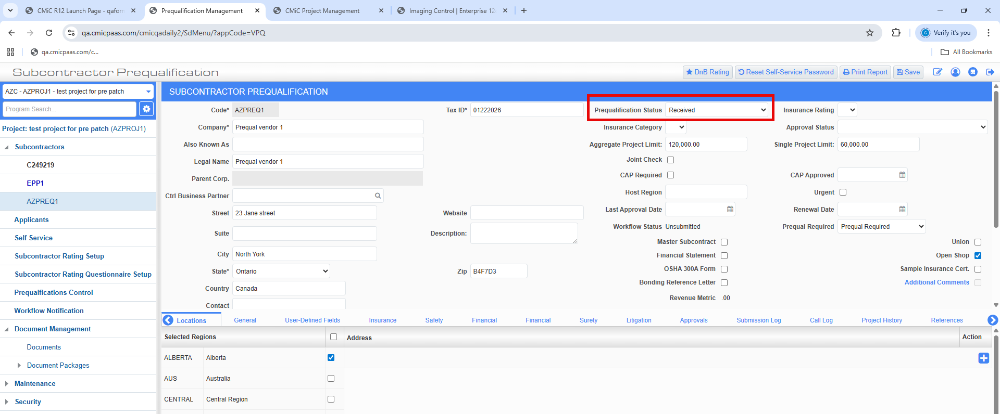 CMiC R12 Launch Page - qaforn
Prequalification Management
CMiC Project Management
Imaging Control | Enterprise 12
qa.cmicpaas.com/cmicqadaily2/SdMenu/?appCode=VPQ
Verify it's you
qa.cmicpaas.com/c...
All Bookmarks
Subcontractor Prequalification
DnB Rating
Reset Self-Service Password
Print Report
Save
AZC - AZPROJ1 - test project for pre patch
Program Search...
Project: test project for pre patch (AZPROJ1)
Subcontractors
C249219
EPP1
AZPREQ1
Applicants
Self Service
Subcontractor Rating Setup
Subcontractor Rating Questionnaire Setup
Prequalfications Control
Workflow Notification
Document Management
Documents
Document Packages
Maintenance
Security
SUBCONTRACTOR PREQUALIFICATION
Code* AZPREQ1 Tax ID* 01222026 Prequalification Status Received Insurance Rating
Company* Prequal vendor 1 Insurance Category Approval Status
Also Known As Aggregate Project Limit: 120,000.00 Single Project Limit: 60,000.00
Legal Name Prequal vendor 1 Joint Check
Parent Corp. CAP Required CAP Approved
Ctrl Business Partner Host Region Urgent
Street 23 Jane street Website Last Approval Date Renewal Date
Suite Description: Workflow Status Unsubmitted Prequal Required Prequal Required
Master Subcontract Union
City North York Financial Statement Open Shop
State* Ontario Zip B4F7D3 OSHA 300A Form Sample Insurance Cert.
Country Canada Bonding Reference Letter Additional Comments
Contact Revenue Metric .00
Locations General User-Defined Fields Insurance Safety Financial Financial Surety Litigation Approvals Submission Log Call Log Project History References
Selected Regions Address Action
ALBERTA Alberta
AUS Australia
CENTRAL Central Region